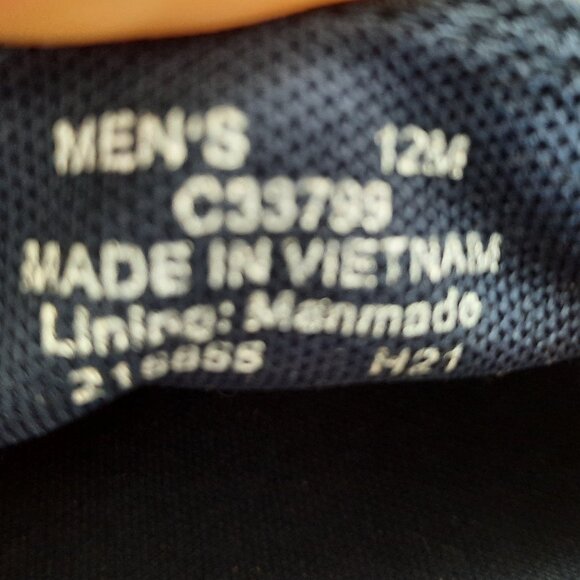 MEN'S 12M
C33799
MADE IN VIETNAM
Lining: Manmade
H21